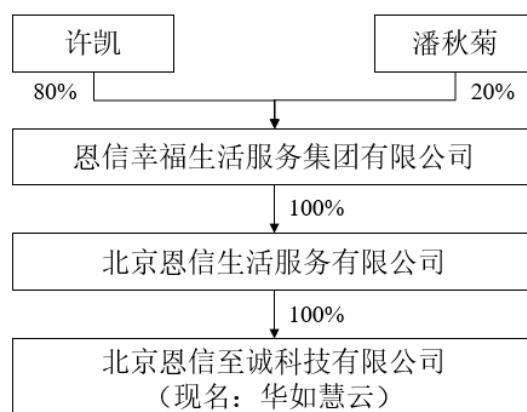 许凯
潘秋菊
80%
20%
恩信幸福生活服务集团有限公司
100%
北京恩信生活服务有限公司
100%
北京恩信至诚科技有限公司
（现名：华如慧云）